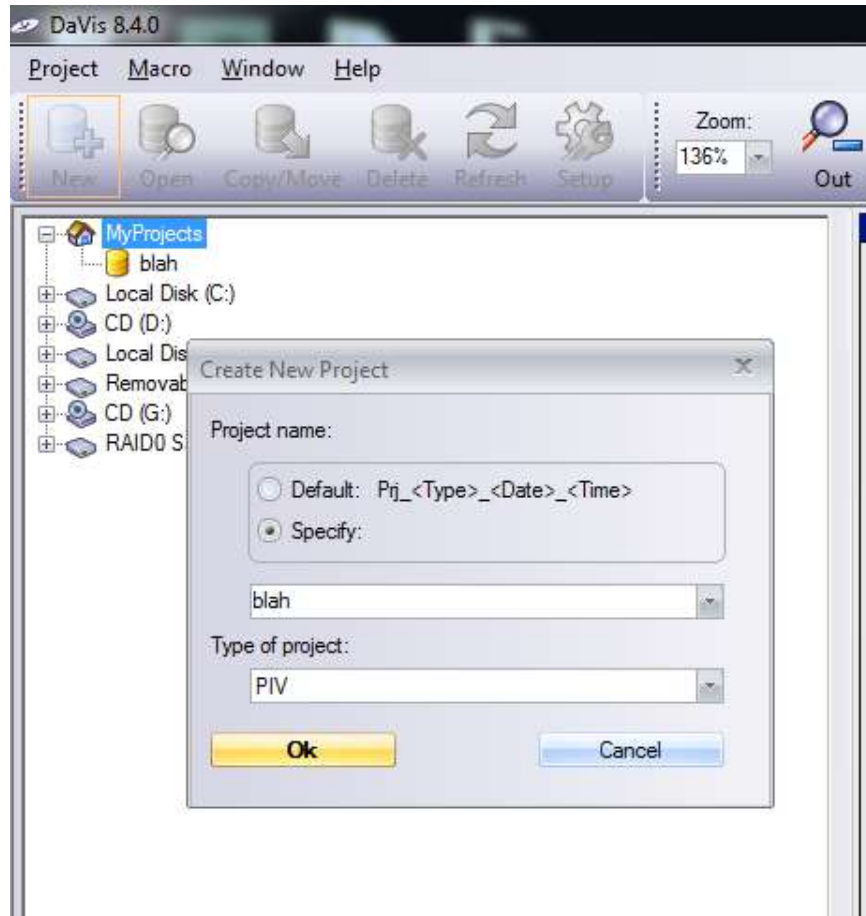 DaVis 8.4.0
Project Macro Window Help
New Open Copy/Move Delete Refresh Setup
Zoom:
136%
Out
MyProjects
blah
Local Disk (C:)
CD (D:)
Local Dis
Removab
CD (G:)
RAID0 S
Create New Project
Project name:
Default: Prj_<Type>_<Date>_<Time>
Specify:
blah
Type of project:
PIV
Ok Cancel